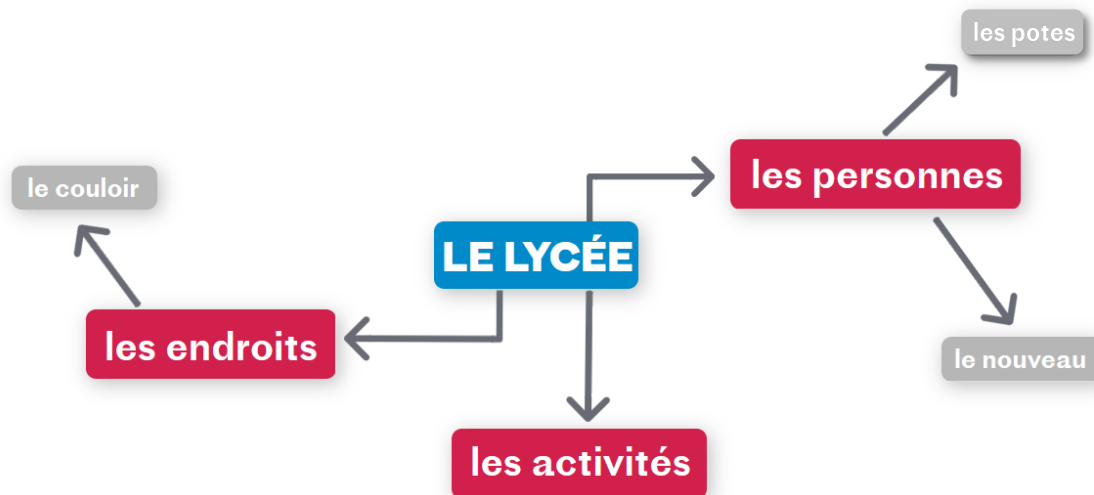 les potes
les personnes
le couloir
LE LYCÉE
les endroits
le nouveau
les activités